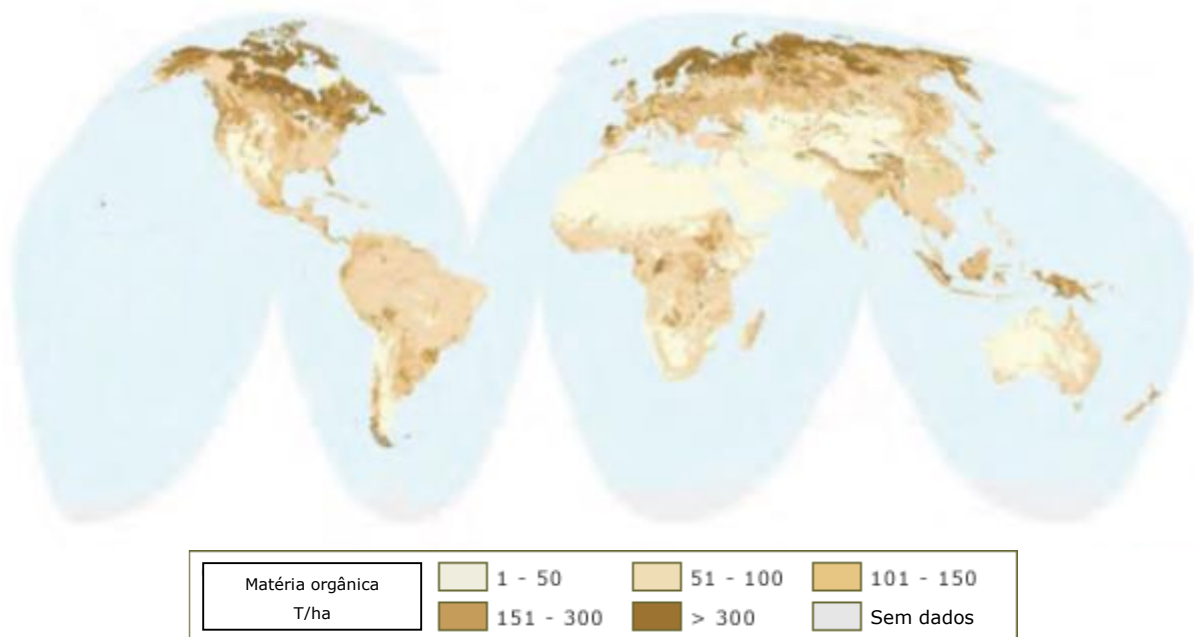 Matéria orgânica
T/ha
1 - 50
51 - 100
101 - 150
151 - 300
> 300
Sem dados